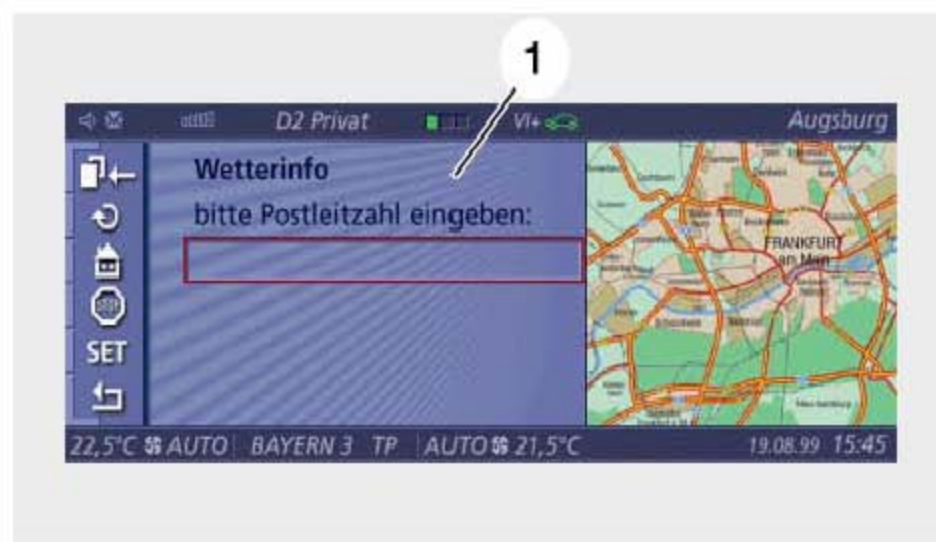 1
D2 Privat VI+ Augsburg
Wetterinfo
bitte Postleitzahl eingeben:
STOP
SET
FRANKFURT
am Main
22,5°C AUTO BAYERN 3 TP AUTO 21,5°C 19.08.99 15:45